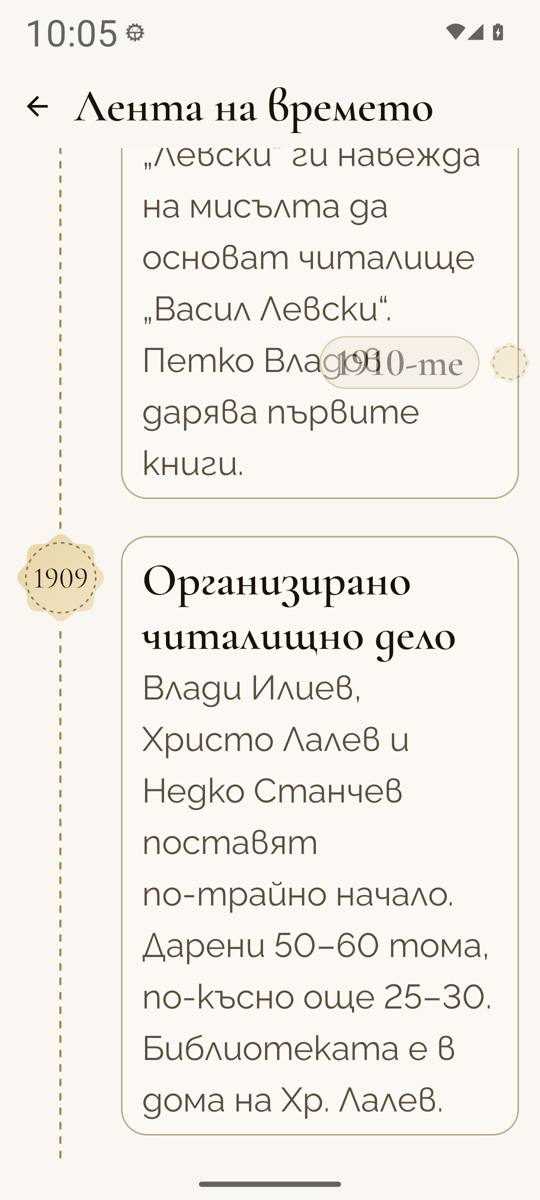 10:05
Лента на времето
„Левски“ ги навежда
на мисълта да
основат читалище
„Васил Левски“.
Петко Владов
1910-те
дарява първите
книги.
1909
Организирано
читалищно дело
Влади Илиев,
Христо Лалев и
Недко Станчев
поставят
по-трайно начало.
Дарени 50–60 тома,
по-късно още 25–30.
Библиотеката е в
дома на Хр. Лалев.